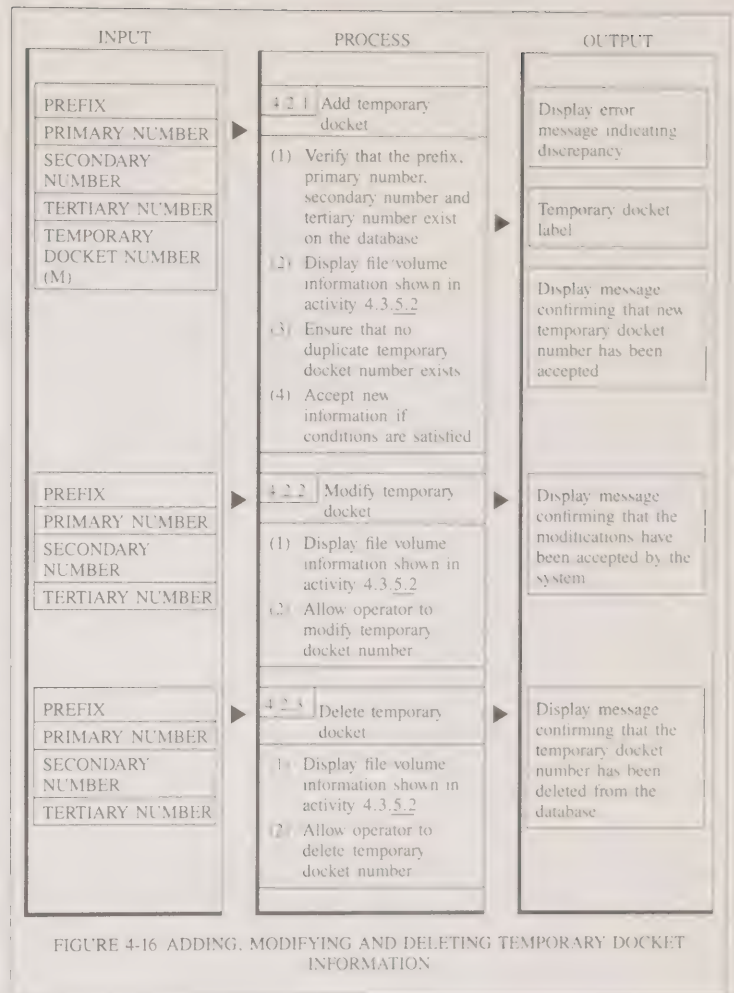 INPUT
PREFIX
PRIMARY NUMBER
SECONDARY
NUMBER
TERTIARY NUMBER
TEMPORARY
DOCKET NUMBER
(M)
PREFIX
PRIMARY NUMBER
SECONDARY
NUMBER
TERTIARY NUMBER
PREFIX
PRIMARY NUMBER
SECONDARY
NUMBER
TERTIARY NUMBER
PROCESS
4 2 1 Add temporary
docket
(1) Verify that the prefix,
primary number,
secondary number and
tertiary number exist
on the database
(2) Display file volume
information shown in
activity 4.3.5.2
(3) Ensure that no
duplicate temporary
docket number exists
(4) Accept new
information if
conditions are satisfied
4 2 2 Modify temporary
docket
(1) Display file volume
information shown in
activity 4.3.5.2
(2) Allow operator to
modify temporary
docket number
4 2 3 Delete temporary
docket
(1) Display file volume
information shown in
activity 4.3.5.2
(2) Allow operator to
delete temporary
docket number
OUTPUT
Display error
message indicating
discrepancy
Temporary docket
label
Display message
confirming that new
temporary docket
number has been
accepted
Display message
confirming that the
modifications have
been accepted by the
system
Display message
confirming that the
temporary docket
number has been
deleted from the
database
FIGURE 4-16 ADDING, MODIFYING AND DELETING TEMPORARY DOCKET
INFORMATION